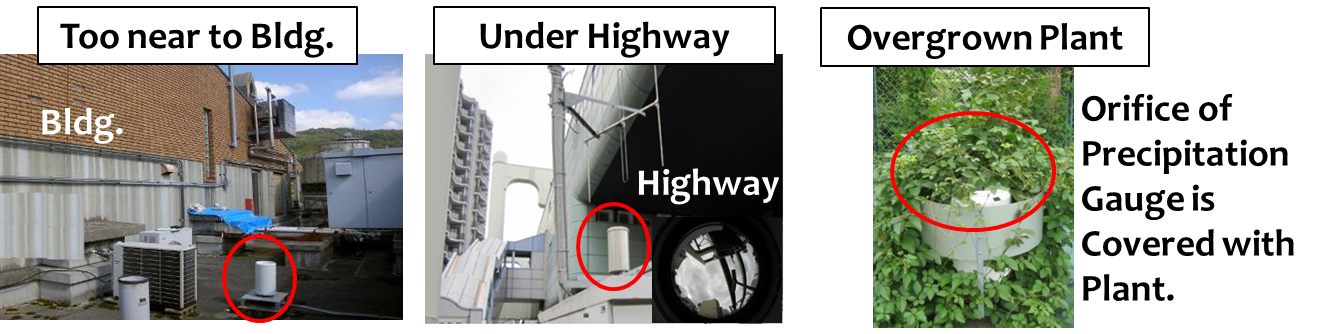 Too near to Bldg.
Bldg.
Under Highway
Highway
Overgrown Plant
Orifice of
Precipitation
Gauge is
Covered with
Plant.